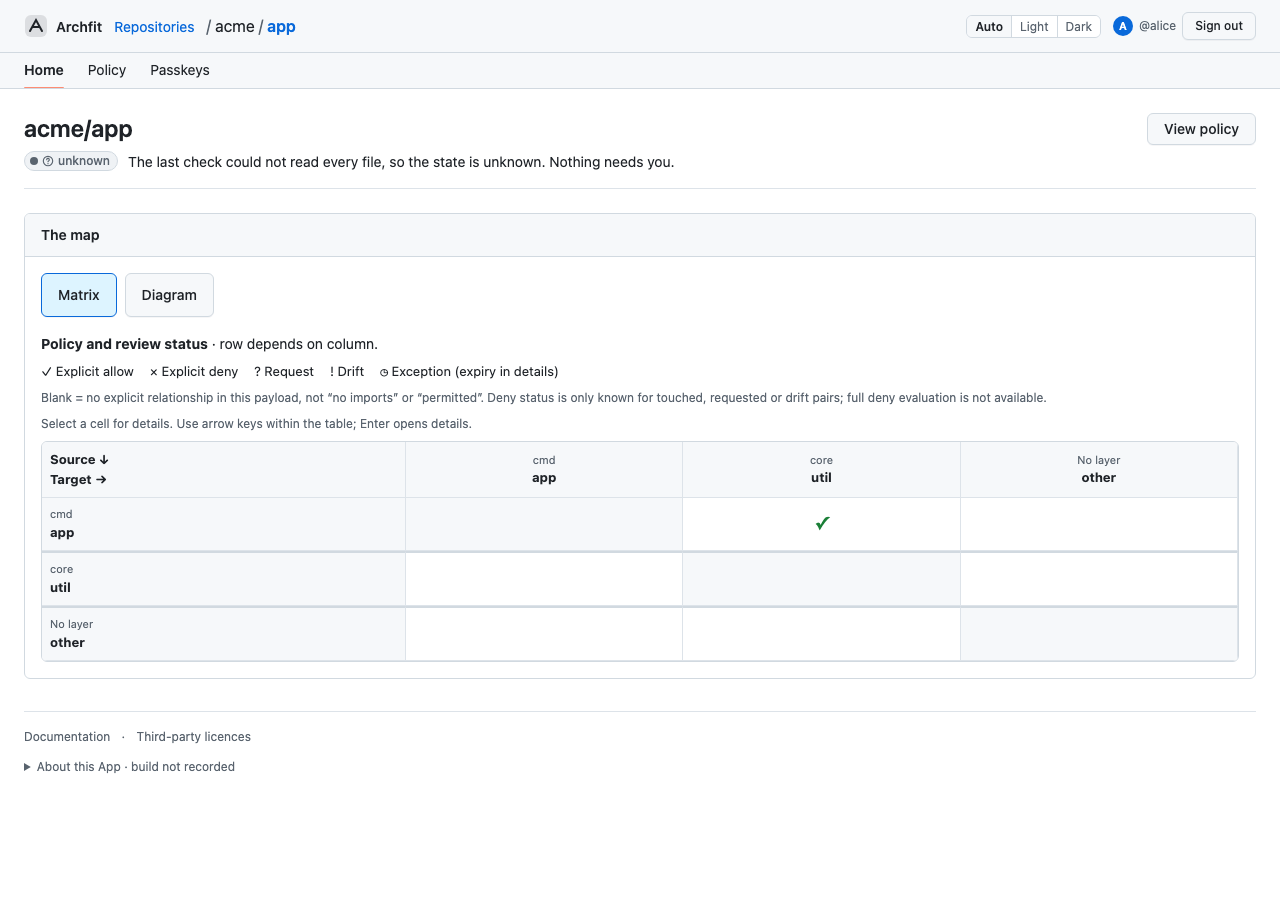 Archfit Repositories / acme / app
Auto Light Dark A @alice Sign out
Home Policy Passkeys
acme/app
View policy
unknown The last check could not read every file, so the state is unknown. Nothing needs you.
The map
Matrix Diagram
Policy and review status · row depends on column.
✓ Explicit allow × Explicit deny ? Request ! Drift ◷ Exception (expiry in details)
Blank = no explicit relationship in this payload, not “no imports” or “permitted”. Deny status is only known for touched, requested or drift pairs; full deny evaluation is not available.
Select a cell for details. Use arrow keys within the table; Enter opens details.
Source ↓
Target →
cmd
app
core
util
No layer
other
cmd
app
✓
core
util
No layer
other
Documentation · Third-party licences
▶ About this App · build not recorded